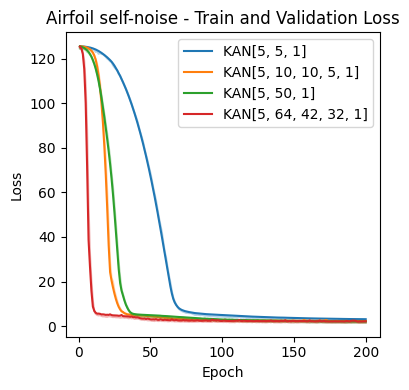 Airfoil self-noise - Train and Validation Loss
KAN[5, 5, 1]
KAN[5, 10, 10, 5, 1]
KAN[5, 50, 1]
KAN[5, 64, 42, 32, 1]
Loss
120
100
80
60
40
20
0
0 50 100 150 200
Epoch